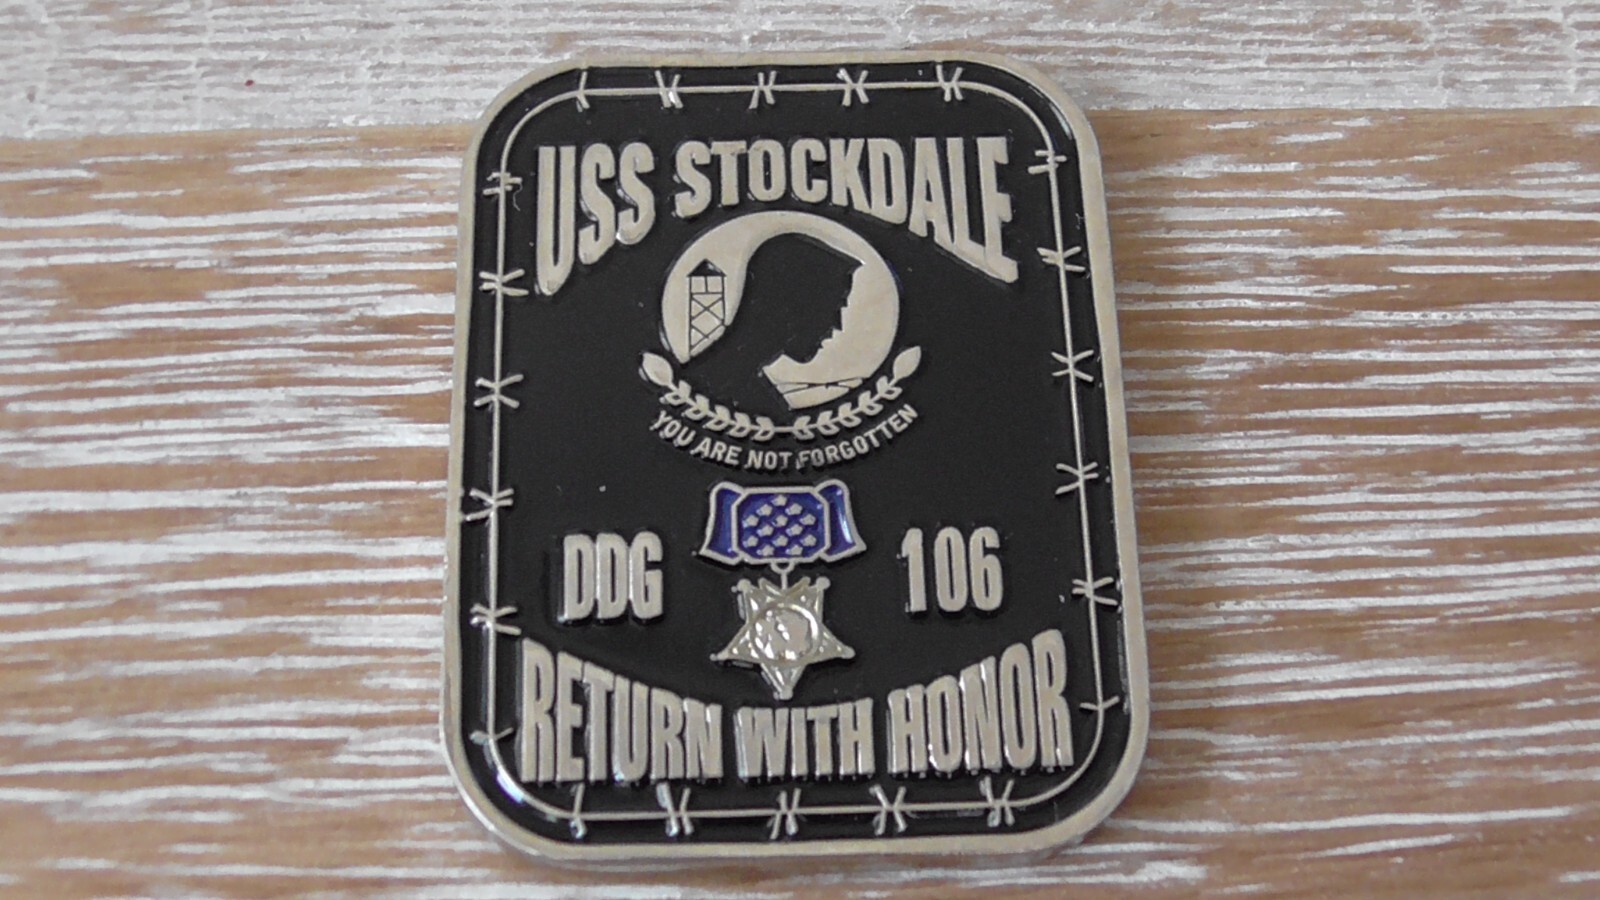 USS STOCKDALE
YOU ARE NOT FORGOTTEN
DDG 106
RETURN WITH HONOR